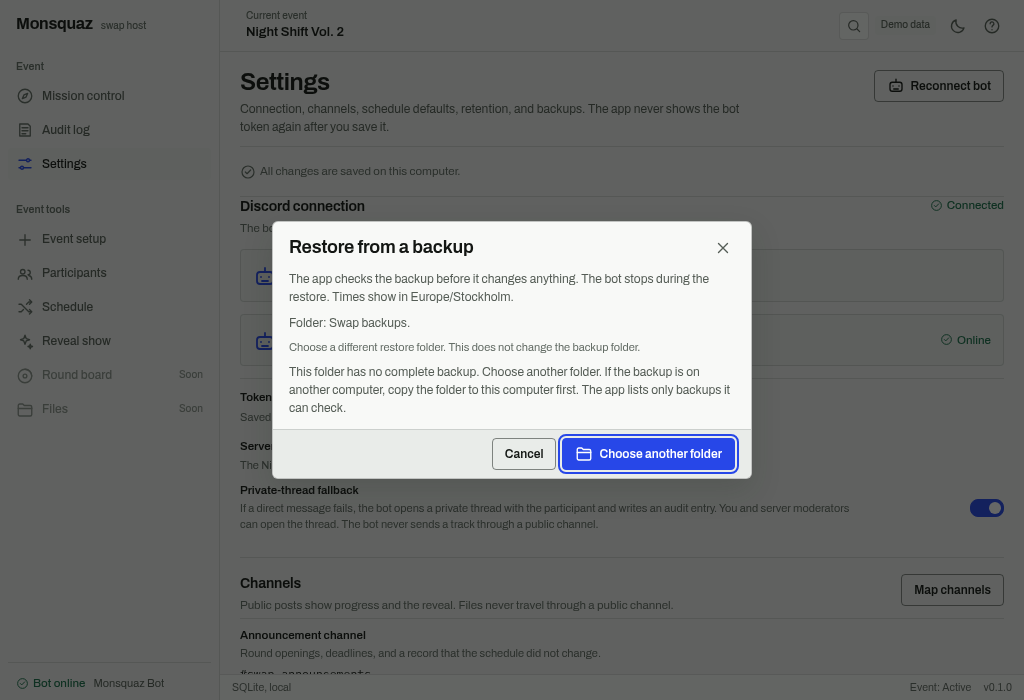 Monsquaz swap host
Current event
Night Shift Vol. 2
Demo data
Event
Mission control
Audit log
Settings
Event tools
Event setup
Participants
Schedule
Reveal show
Round board Soon
Files Soon
Bot online Monsquaz Bot
Settings
Reconnect bot
Connection, channels, schedule defaults, retention, and backups. The app never shows the bot
token again after you save it.
All changes are saved on this computer.
Discord connection
Connected
The bo
Online
Token
Saved
Server
The Ni
Restore from a backup
The app checks the backup before it changes anything. The bot stops during the
restore. Times show in Europe/Stockholm.
Folder: Swap backups.
Choose a different restore folder. This does not change the backup folder.
This folder has no complete backup. Choose another folder. If the backup is on
another computer, copy the folder to this computer first. The app lists only backups it
can check.
Cancel
Choose another folder
Private-thread fallback
If a direct message fails, the bot opens a private thread with the participant and writes an audit entry. You and server moderators
can open the thread. The bot never sends a track through a public channel.
Channels
Map channels
Public posts show progress and the reveal. Files never travel through a public channel.
Announcement channel
Round openings, deadlines, and a record that the schedule did not change.
#swap-announcements
SQLite, local
Event: Active v0.1.0